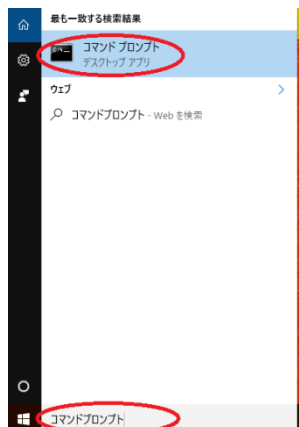 最も一致する検索結果
コマンド プロンプト
デスクトップ アプリ
ウェブ
コマンドプロンプト - Web を検索
コマンドプロンプト